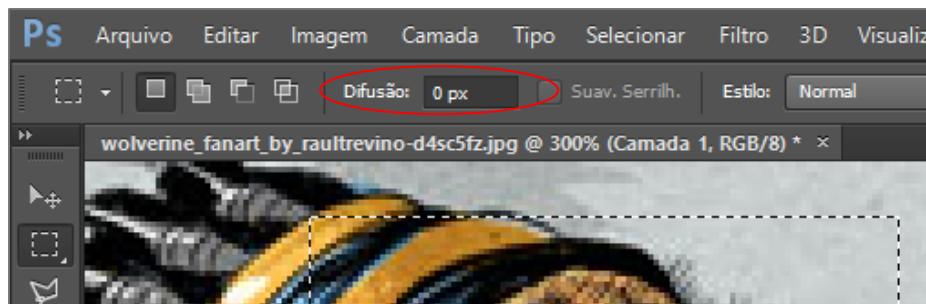 Ps Arquivo Editar Imagem Camada Tipo Selecionar Filtro 3D Visualiz
Difusão: 0 px Suav. Serrilh. Estilo: Normal
wolverine_fanart_by_raultrevino-d4sc5fz.jpg @ 300% (Camada 1, RGB/8) * ×